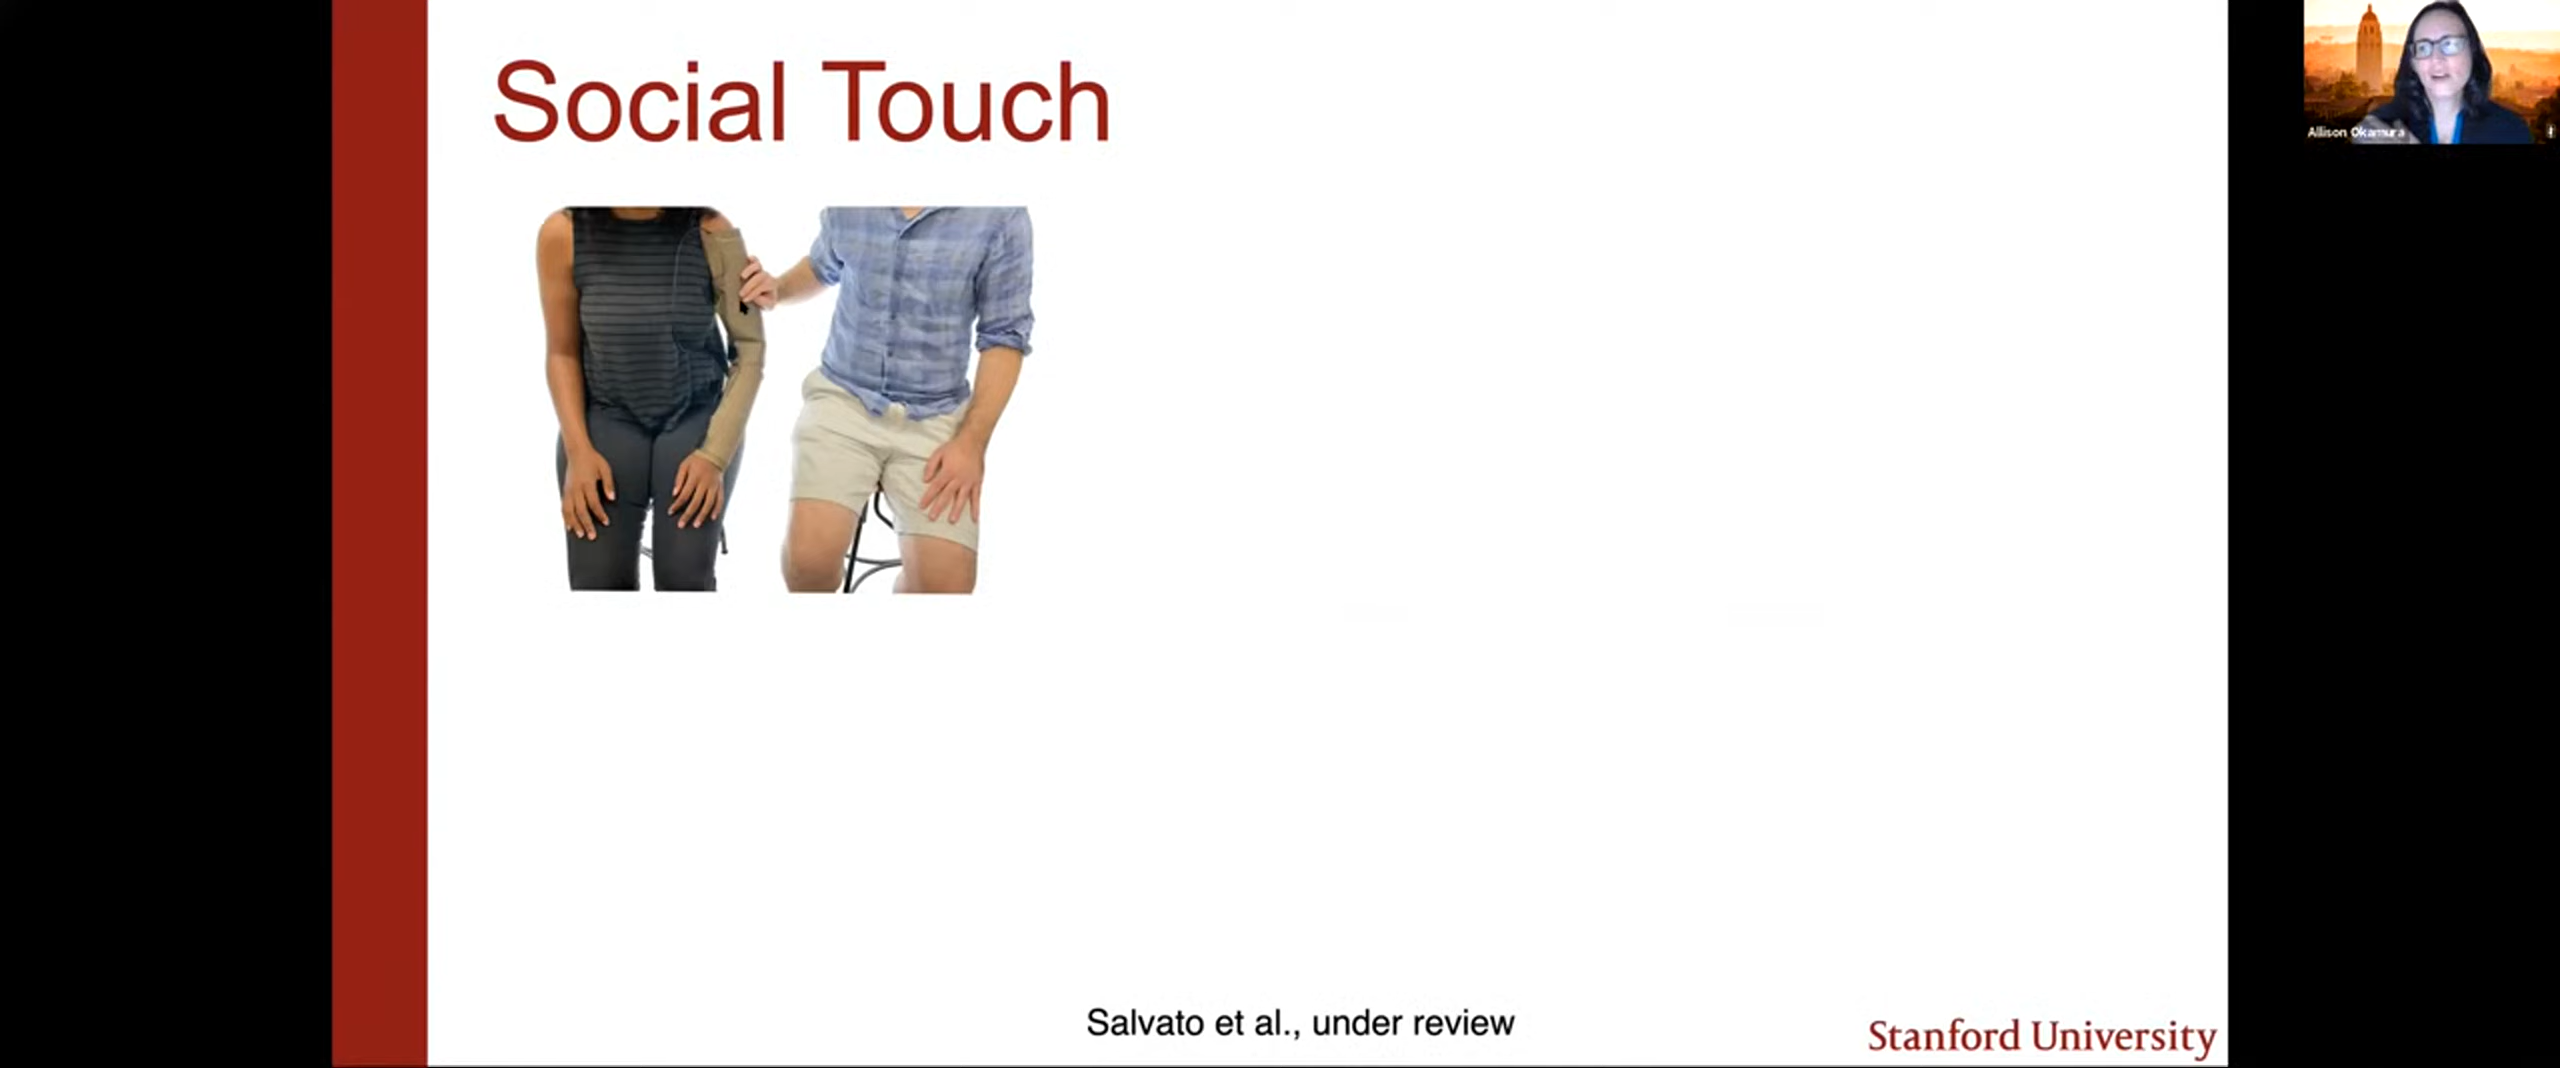 Social Touch
Allison Okamura
Salvato et al., under review
Stanford University